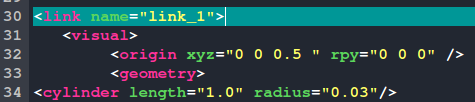 30 <link name="link_1">
31 <visual>
32 <origin xyz="0 0 0.5 " rpy="0 0 0" />
33 <geometry>
34 <cylinder length="1.0" radius="0.03"/>